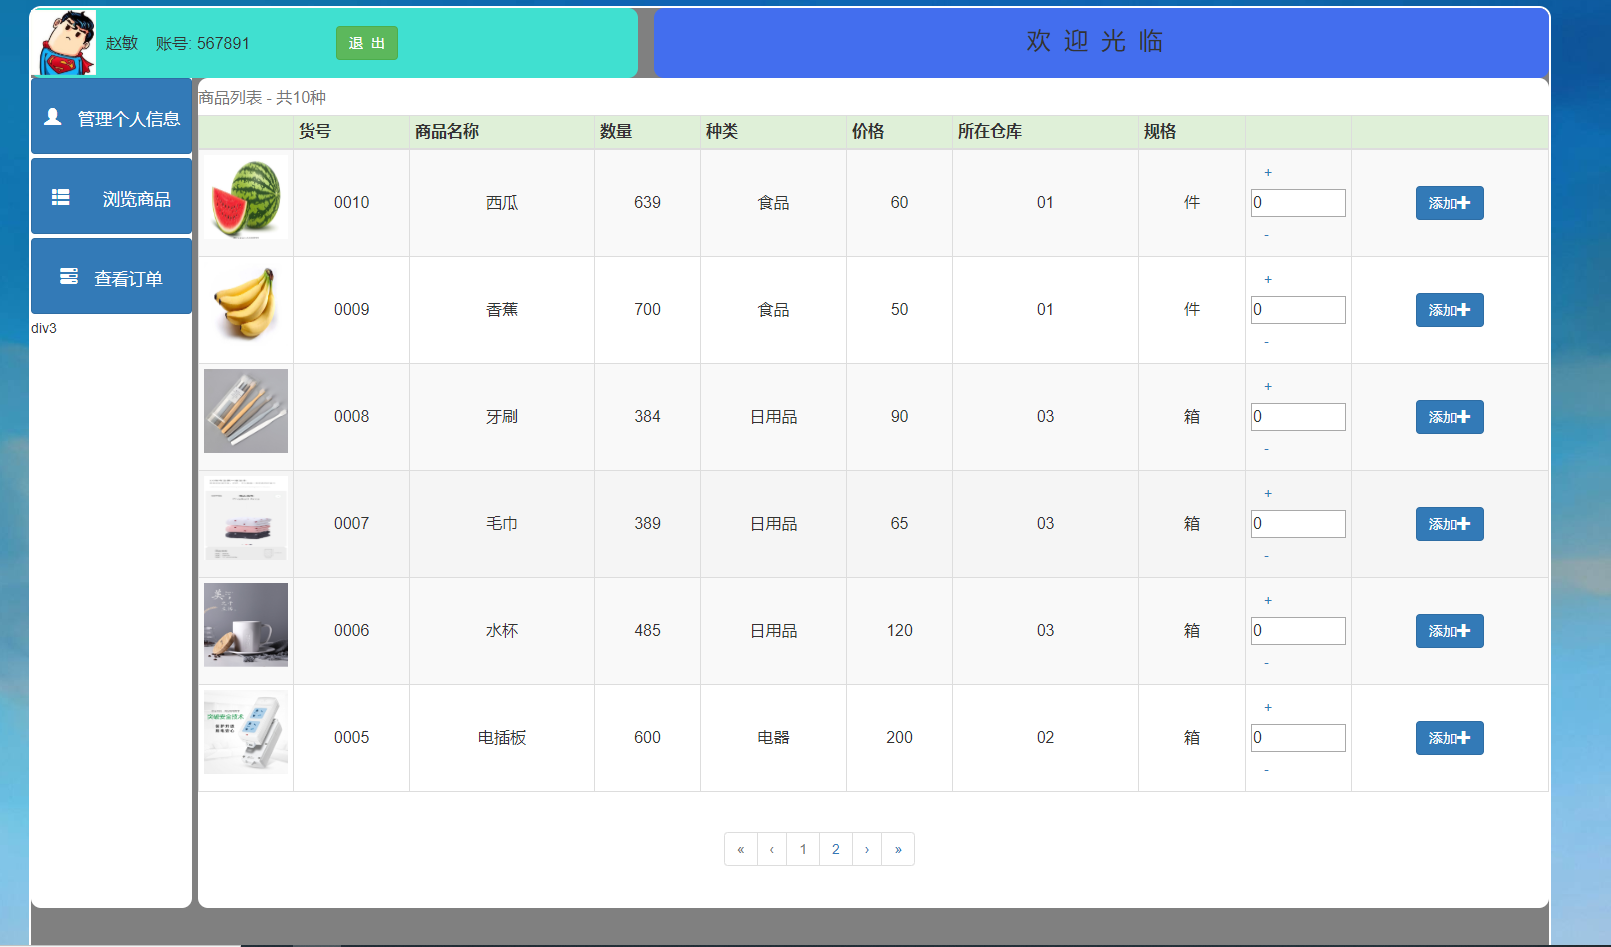 赵敏 账号: 567891 退 出
欢 迎 光 临
管理个人信息
浏览商品
查看订单
div3
商品列表 - 共10种
货号 商品名称 数量 种类 价格 所在仓库 规格
0010 西瓜 639 食品 60 01 件 + 0 - 添加
0009 香蕉 700 食品 50 01 件 + 0 - 添加
0008 牙刷 384 日用品 90 03 箱 + 0 - 添加
0007 毛巾 389 日用品 65 03 箱 + 0 - 添加
0006 水杯 485 日用品 120 03 箱 + 0 - 添加
突破安全技术
0005 电插板 600 电器 200 02 箱 + 0 - 添加
« ‹ 1 2 › »